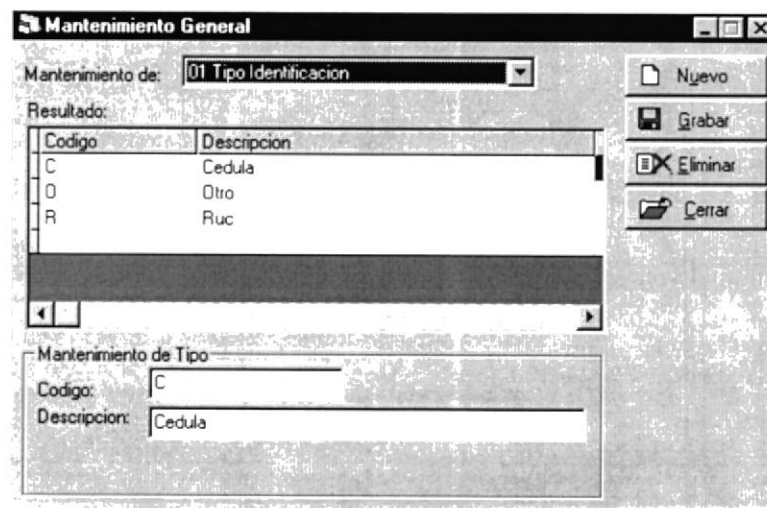 Mantenimiento General
Mantenimiento de: 01 Tipo Identificacion
Nuevo
Resultado:
Grabar
Codigo Descripcion
C Cedula
Eliminar
O Otro
R Ruc
Cerrar
Mantenimiento de Tipo
Codigo: C
Descripcion: Cedula